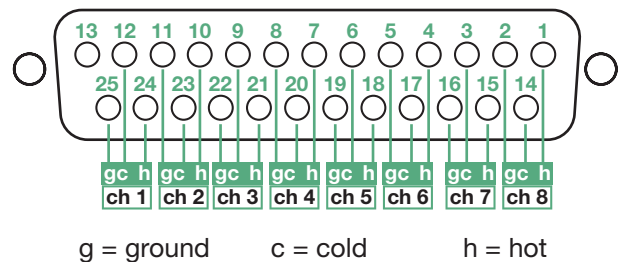 13 12 11 10 9 8 7 6 5 4 3 2 1
25 24 23 22 21 20 19 18 17 16 15 14
gc h gc h gc h gc h gc h gc h gc h gc h
ch 1 ch 2 ch 3 ch 4 ch 5 ch 6 ch 7 ch 8
g = ground c = cold h = hot